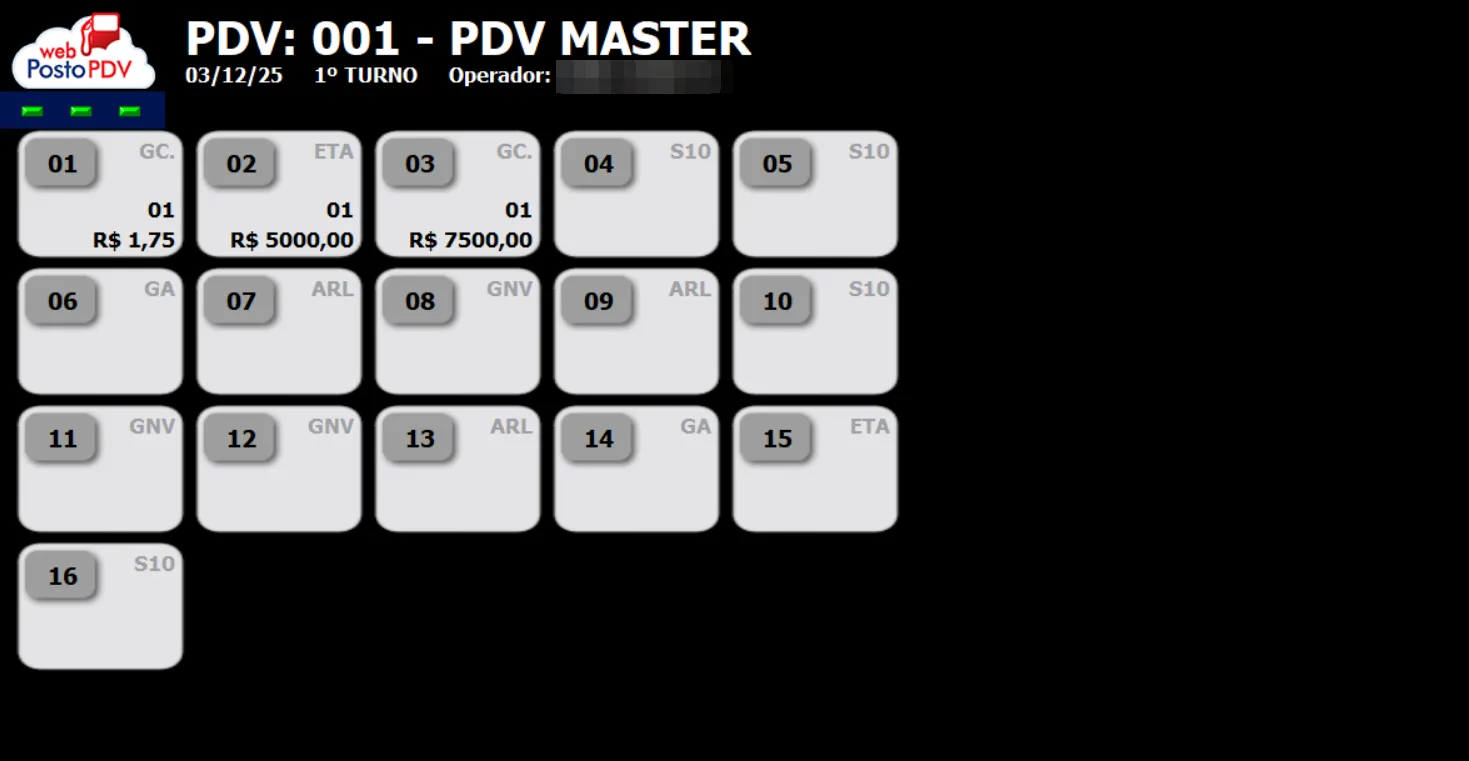 web
PostoPDV
PDV: 001 - PDV MASTER
03/12/25 1º TURNO Operador:
01 GC. 02 ETA 03 GC. 04 S10 05 S10
01 01 01
R$ 1,75 R$ 5000,00 R$ 7500,00
06 GA 07 ARL 08 GNV 09 ARL 10 S10
11 GNV 12 GNV 13 ARL 14 GA 15 ETA
16 S10